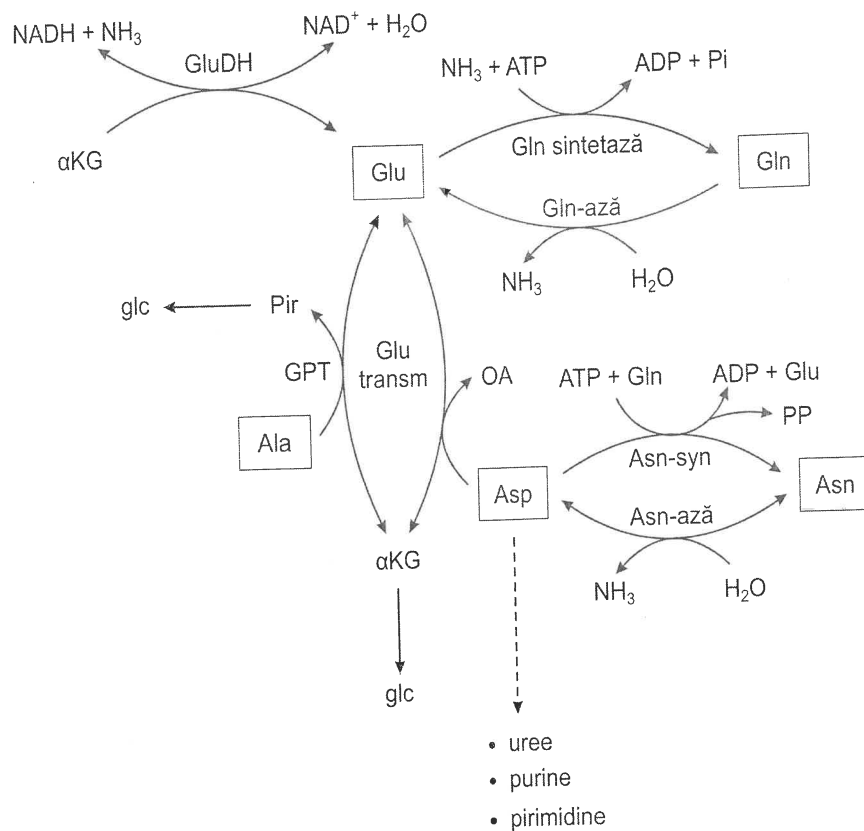 NADH + NH₃
NAD⁺ + H₂O
GluDH
αKG
Glu
NH₃ + ATP
ADP + Pi
Gln sintetază
Gln
Gln-ază
NH₃
H₂O
glc
Pir
GPT
Glu
transm
Ala
OA
Asp
ATP + Gln
ADP + Glu
PP
Asn-syn
Asn
Asn-ază
NH₃
H₂O
αKG
glc
• uree
• purine
• pirimidine